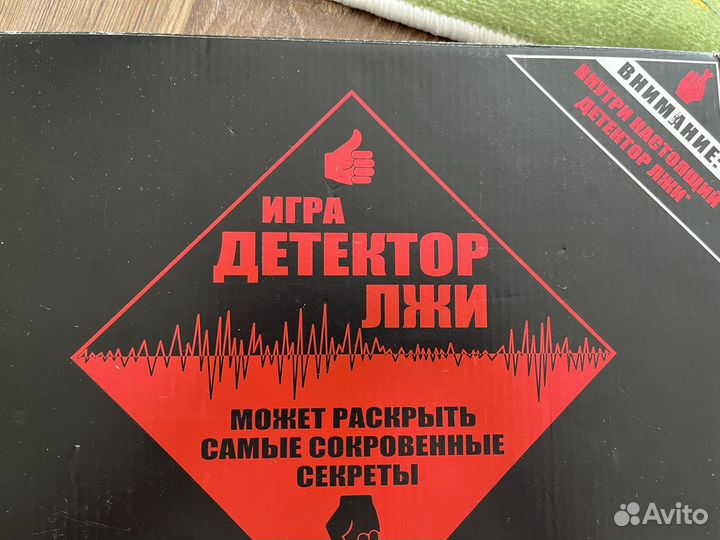 ВНИМАНИЕ:
ВНУТРИ НАСТОЯЩИЙ
ДЕТЕКТОР ЛЖИ*
ИГРА
ДЕТЕКТОР
ЛЖИ
МОЖЕТ РАСКРЫТЬ
САМЫЕ СОКРОВЕННЫЕ
СЕКРЕТЫ
Avito